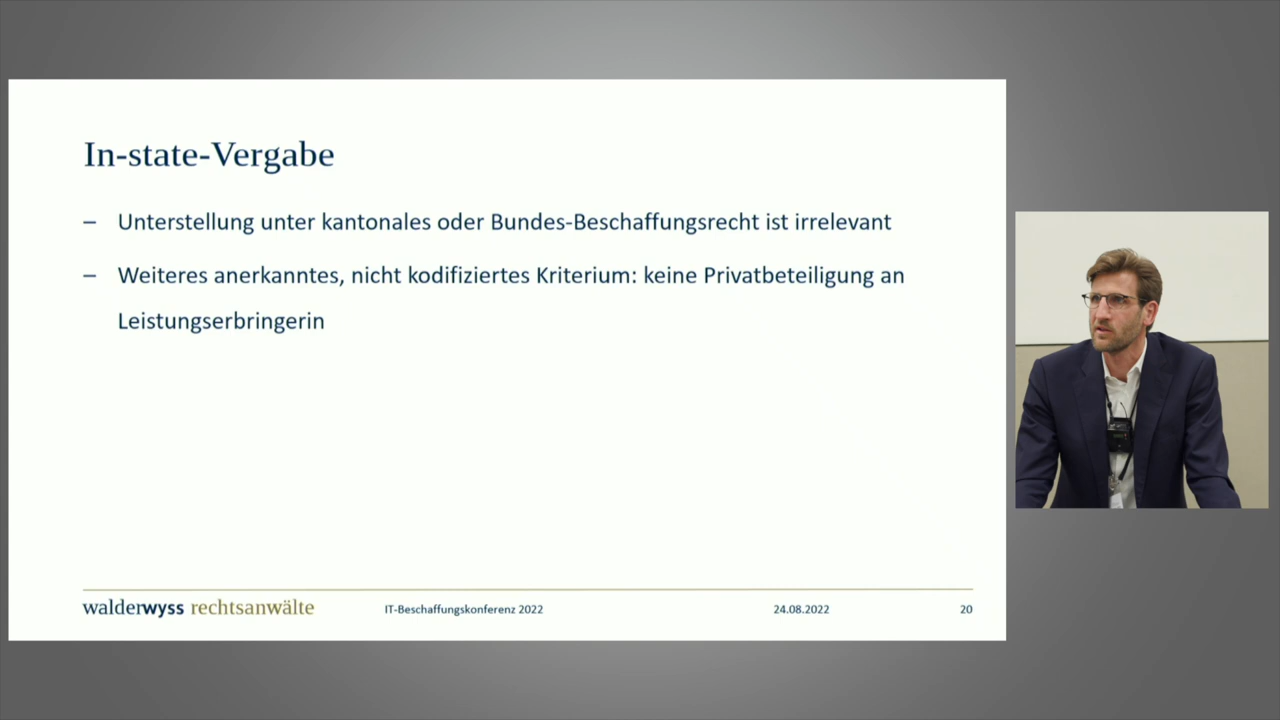 In-state-Vergabe
– Unterstellung unter kantonales oder Bundes-Beschaffungsrecht ist irrelevant
– Weiteres anerkanntes, nicht kodifiziertes Kriterium: keine Privatbeteiligung an
Leistungserbringerin
walderwyss rechtsanwälte IT-Beschaffungskonferenz 2022 24.08.2022 20